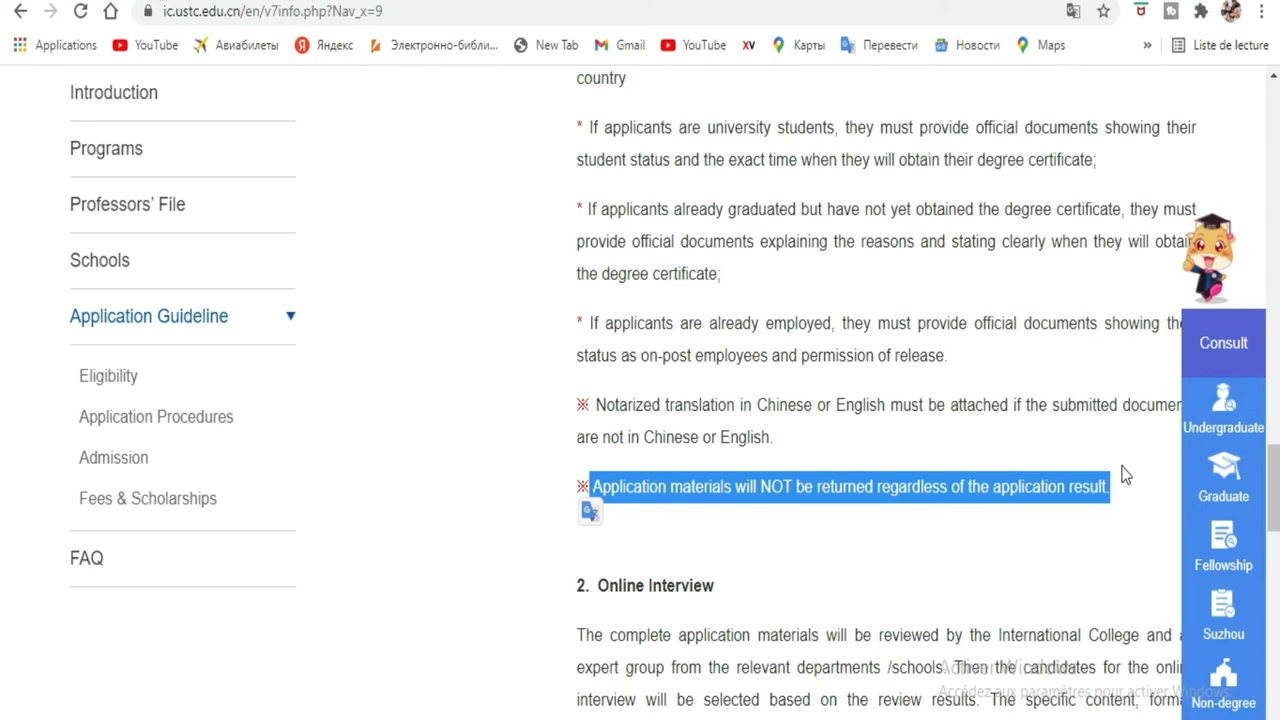 ic.ustc.edu.cn/en/v7info.php?Nav_x=9
Applications YouTube Авиабилеты Яндекс Электронно-библи... New Tab Gmail YouTube XV Карты Перевести Новости Maps » Liste de lecture
Introduction
Programs
Professors' File
Schools
Application Guideline ▼
Eligibility
Application Procedures
Admission
Fees & Scholarships
FAQ
country
* If applicants are university students, they must provide official documents showing their
student status and the exact time when they will obtain their degree certificate;
* If applicants already graduated but have not yet obtained the degree certificate, they must
provide official documents explaining the reasons and stating clearly when they will obtain
the degree certificate;
* If applicants are already employed, they must provide official documents showing the
status as on-post employees and permission of release.
※ Notarized translation in Chinese or English must be attached if the submitted documen
are not in Chinese or English.
※ Application materials will NOT be returned regardless of the application result.
2. Online Interview
The complete application materials will be reviewed by the International College and a
expert group from the relevant departments /schools. Then the candidates for the onli
interview will be selected based on the review results. The specific content, forma
Consult
Undergraduate
Graduate
Fellowship
Suzhou
Non-degree
Activer Windows
Accédez aux paramètres pour activer Windows.